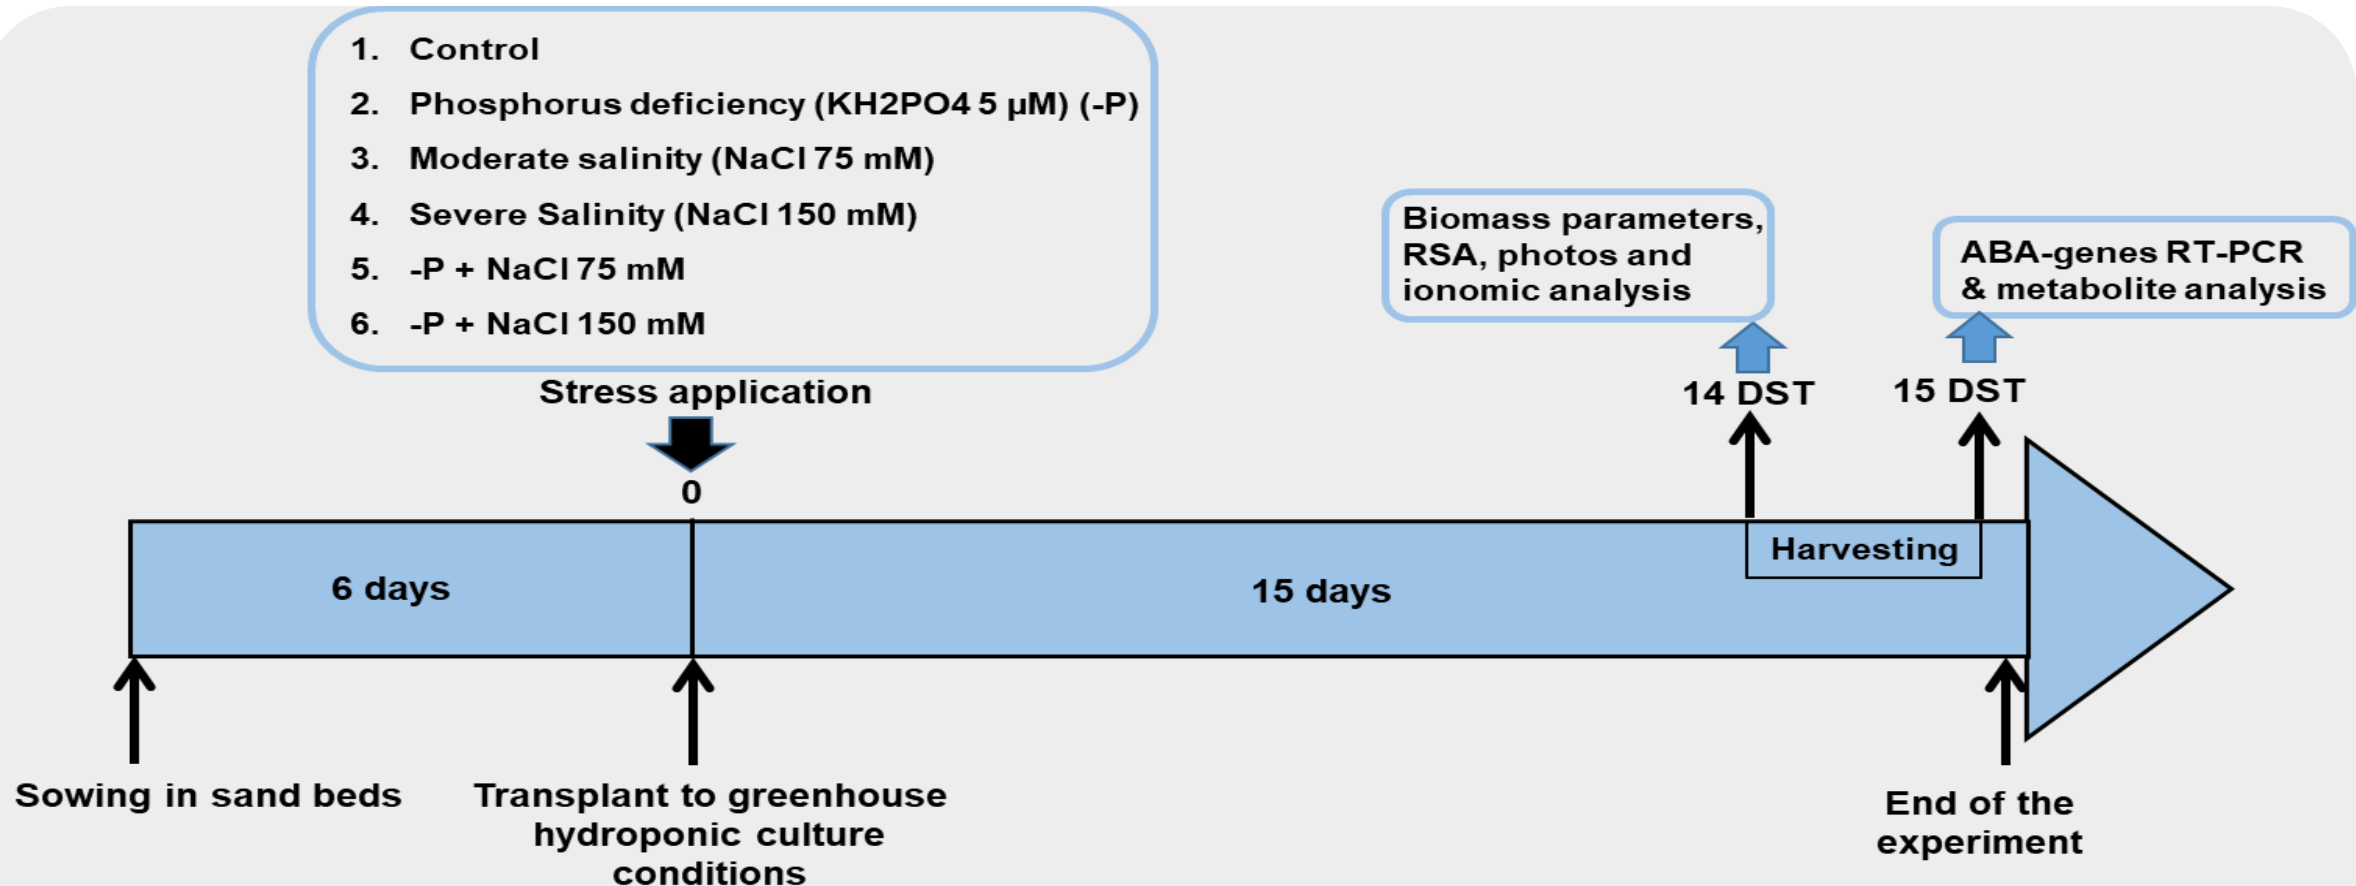 1. Control
2. Phosphorus deficiency (KH2PO4 5 µM) (-P)
3. Moderate salinity (NaCl 75 mM)
4. Severe Salinity (NaCl 150 mM)
5. -P + NaCl 75 mM
6. -P + NaCl 150 mM
Stress application
0
Biomass parameters,
RSA, photos and
ionomic analysis
ABA-genes RT-PCR
& metabolite analysis
14 DST
15 DST
Harvesting
6 days
15 days
Sowing in sand beds
Transplant to greenhouse
hydroponic culture
conditions
End of the
experiment